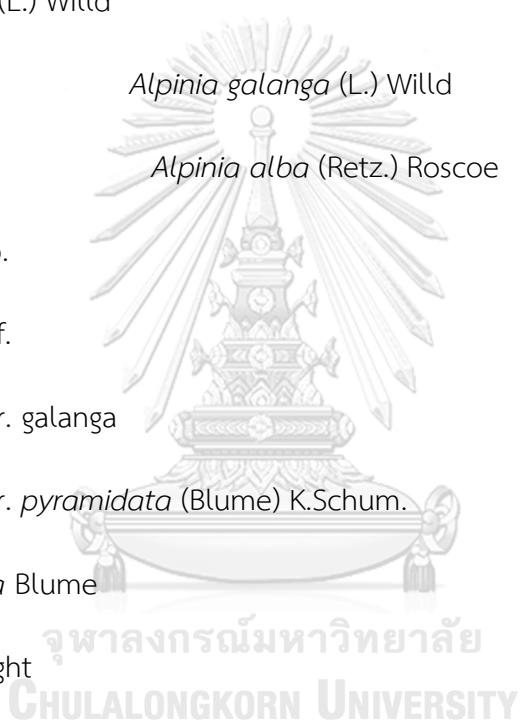 (L.) Willd
Alpinia galanga (L.) Willd
Alpinia alba (Retz.) Roscoe
r. galanga
r. pyramidata (Blume) K.Schum.
Blume
จุฬาลงกรณ์มหาวิทยาลัย
CHULALONGKORN UNIVERSITY